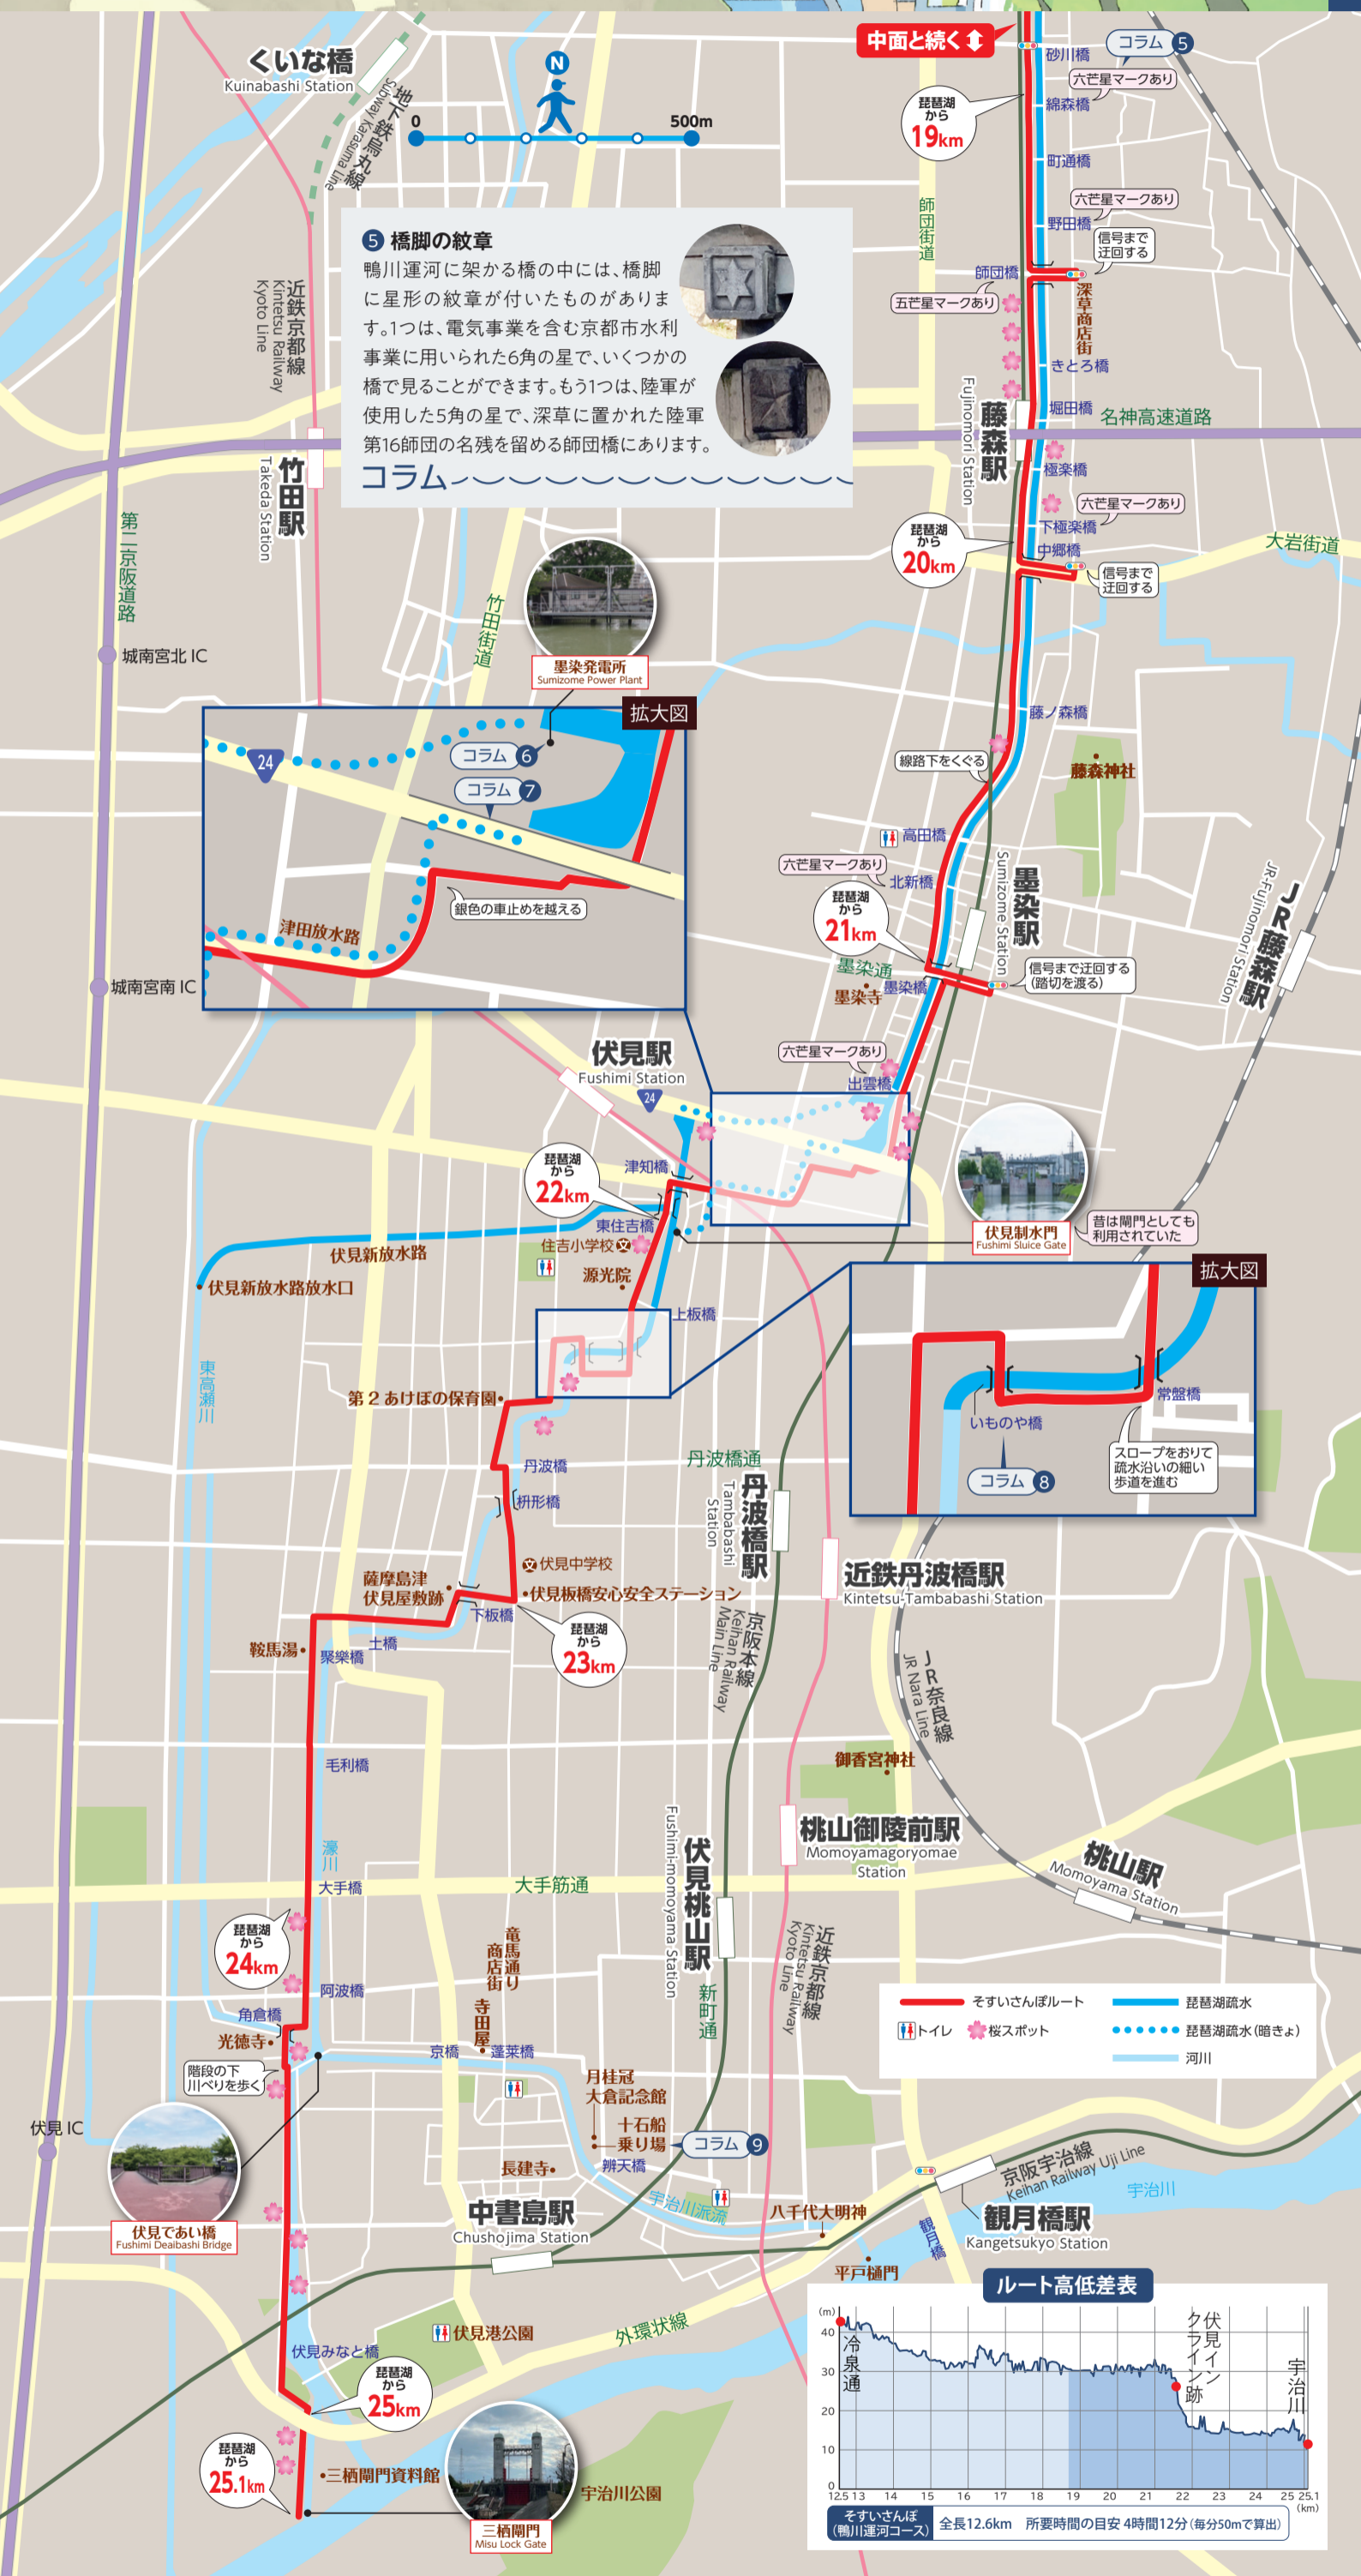 中面と続く
砂川橋
コラム 5
六芒星マークあり
綿森橋
琵琶湖
から
19km
町通橋
六芒星マークあり
野田橋
信号まで
迂回する
師団橋
五芒星マークあり
深草商店街
師団街道
きとろ橋
堀田橋
名神高速道路
藤森駅
Fujinomori Station
極楽橋
六芒星マークあり
下極楽橋
琵琶湖
から
20km
中郷橋
信号まで
迂回する
大岩街道
くいな橋
Kuinabashi Station
地下鉄烏丸線
Subway Karasuma Line
N
0
500m
近鉄京都線
Kintetsu Railway
Kyoto Line
5 橋脚の紋章
鴨川運河に架かる橋の中には、橋脚
に星形の紋章が付いたものがありま
す。1つは、電気事業を含む京都市水利
事業に用いられた6角の星で、いくつかの
橋で見ることができます。もう1つは、陸軍が
使用した5角の星で、深草に置かれた陸軍
第16師団の名残を留める師団橋にあります。
コラム
竹田駅
Takeda Station
第二京阪道路
城南宮北 IC
竹田街道
墨染発電所
Sumizome Power Plant
拡大図
24
コラム 6
コラム 7
銀色の車止めを越える
津田放水路
城南宮南 IC
藤ノ森橋
線路下をくぐる
藤森神社
高田橋
六芒星マークあり
北新橋
琵琶湖
から
21km
墨染駅
Sumizome Station
JR藤森駅
JR-Fujinomori Station
墨染通
墨染寺
墨染橋
信号まで迂回する
(踏切を渡る)
六芒星マークあり
出雲橋
伏見駅
Fushimi Station
24
琵琶湖
から
22km
津知橋
東住吉橋
住吉小学校
源光院
伏見新放水路
伏見新放水路放水口
伏見制水門
Fushimi Sluice Gate
昔は閘門としても
利用されていた
上板橋
拡大図
常盤橋
いものや橋
コラム 8
スロープをおりて
疏水沿いの細い
歩道を進む
東高瀬川
第2あけぼの保育園
丹波橋
丹波橋通
丹波橋駅
Tambabashi
Station
枡形橋
伏見中学校
薩摩島津
伏見屋敷跡
伏見板橋安心安全ステーション
下板橋
近鉄丹波橋駅
Kintetsu-Tambabashi Station
琵琶湖
から
23km
鞍馬湯
聚樂橋
土橋
京阪本線
Keihan Railway
Main Line
JR奈良線
JR Nara Line
毛利橋
御香宮神社
濠川
大手橋
大手筋通
伏見桃山駅
Fushimi-momoyama Station
桃山御陵前駅
Momoyamagoryomae
Station
桃山駅
Momoyama Station
琵琶湖
から
24km
竜馬通り
商店街
阿波橋
角倉橋
光徳寺
寺田屋
京橋
蓬莱橋
新町通
近鉄京都線
Kintetsu Railway
Kyoto Line
そすいさんぽルート
琵琶湖疏水
トイレ
桜スポット
琵琶湖疏水(暗きょ)
河川
階段の下
川べりを歩く
月桂冠
大倉記念館
十石船
乗り場
コラム 9
伏見 IC
長建寺
辨天橋
宇治川派流
京阪宇治線
Keihan Railway Uji Line
宇治川
伏見であい橋
Fushimi Deaibashi Bridge
中書島駅
Chushojima Station
八千代大明神
観月橋
観月橋駅
Kangetsukyo Station
平戸樋門
伏見港公園
外環状線
伏見みなと橋
琵琶湖
から
25km
琵琶湖
から
25.1km
三栖閘門資料館
宇治川公園
三栖閘門
Misu Lock Gate
ルート高低差表
(m)
40
30
20
10
0
冷泉通
伏見インクライン跡
宇治川
12.5 13 14 15 16 17 18 19 20 21 22 23 24 25 25.1
(km)
そすいさんぽ
(鴨川運河コース)
全長12.6km 所要時間の目安 4時間12分(毎分50mで算出)